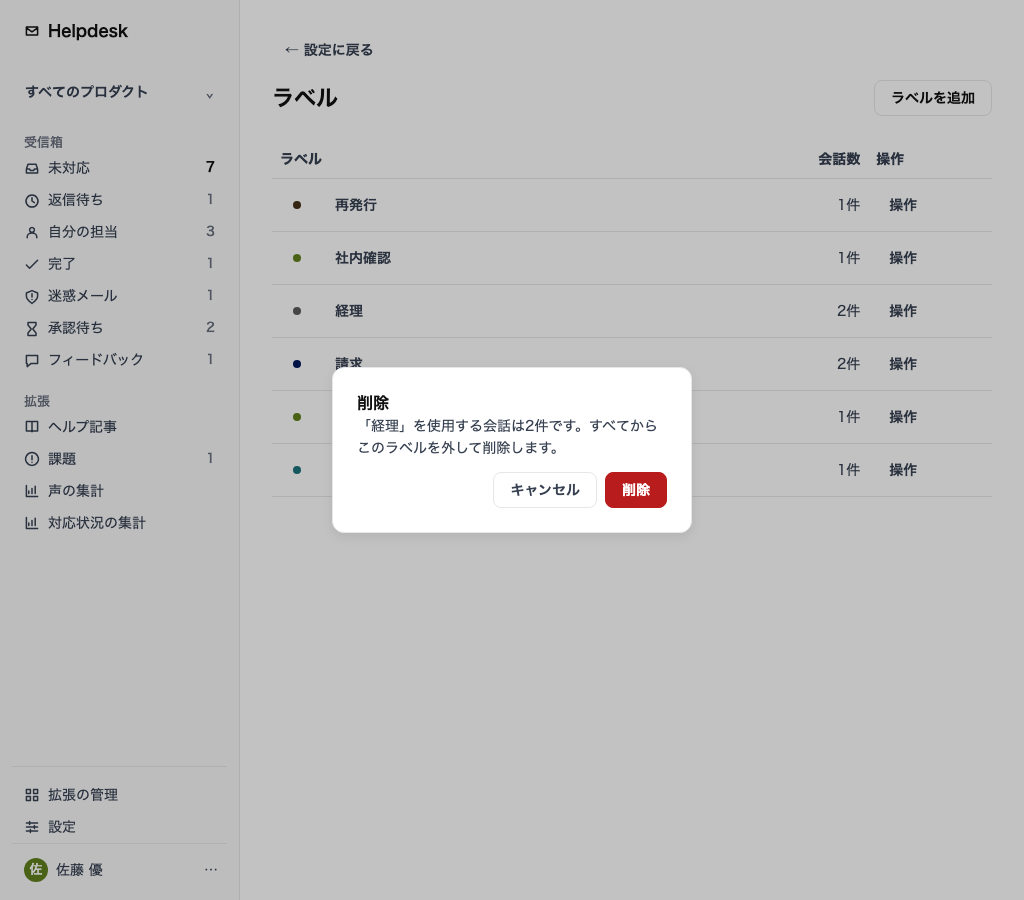 Helpdesk
すべてのプロダクト
受信箱
未対応 7
返信待ち 1
自分の担当 3
完了 1
迷惑メール 1
承認待ち 2
フィードバック 1
拡張
ヘルプ記事
課題 1
声の集計
対応状況の集計
拡張の管理
設定
佐 佐藤 優 …
← 設定に戻る
ラベル
ラベルを追加
ラベル 会話数 操作
再発行 1件 操作
社内確認 1件 操作
経理 2件 操作
請求 2件 操作
1件 操作
1件 操作
削除
「経理」を使用する会話は2件です。すべてから
このラベルを外して削除します。
キャンセル 削除